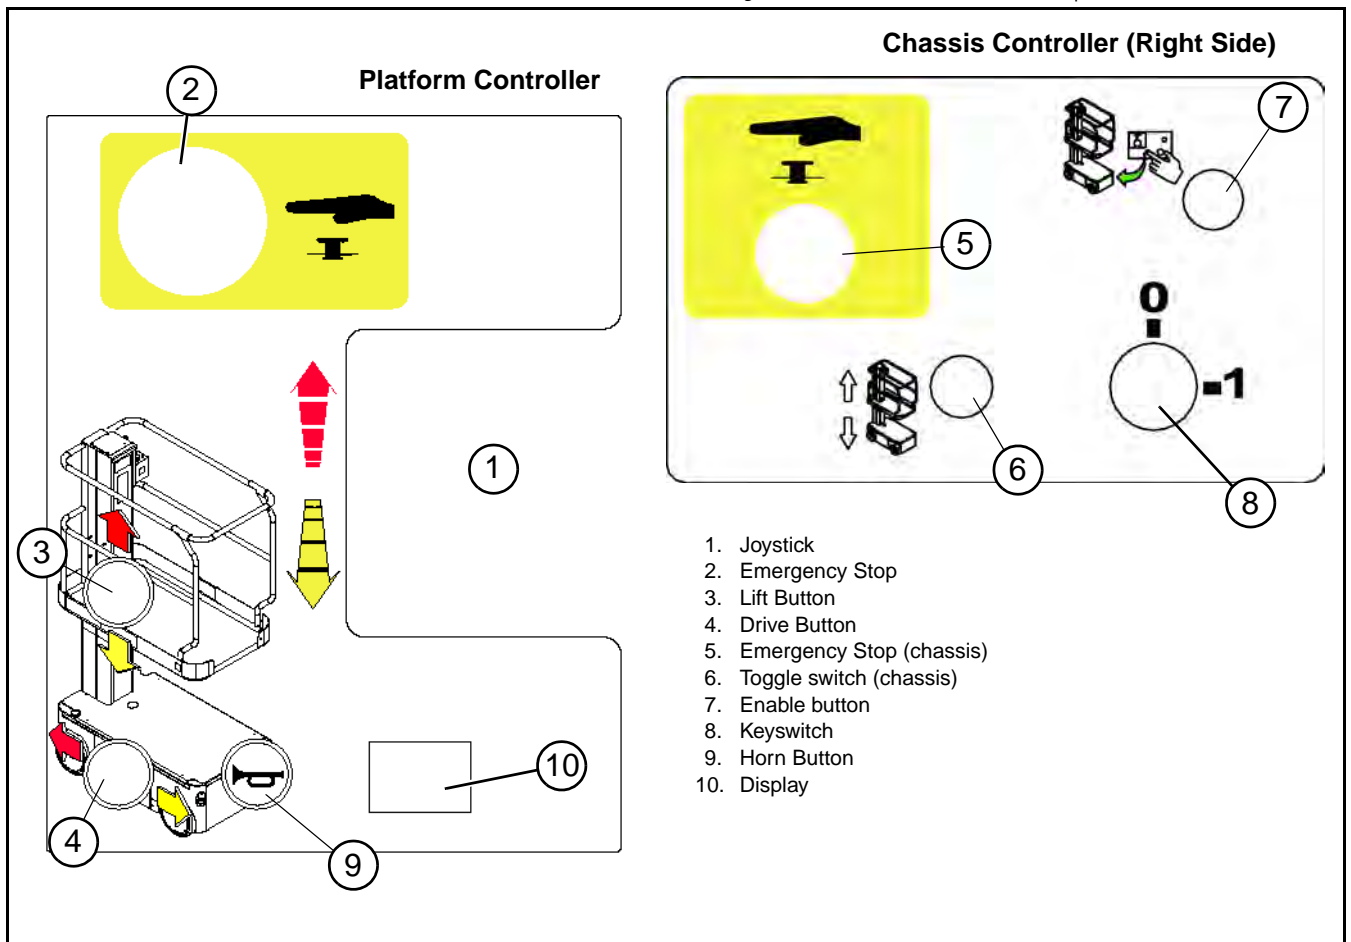 Chassis Controller (Right Side)
Platform Controller
2
7
5
0
1
1
6
8
3
1. Joystick
2. Emergency Stop
3. Lift Button
4. Drive Button
5. Emergency Stop (chassis)
6. Toggle switch (chassis)
7. Enable button
8. Keyswitch
9. Horn Button
10. Display
10
4
9